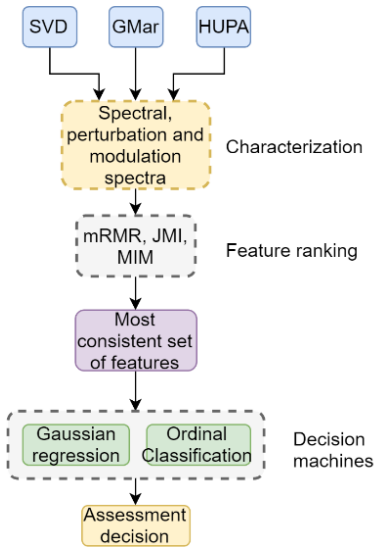 SVD
GMar
HUPA
Spectral,
perturbation and
modulation
spectra
Characterization
mRMR, JMI,
MIM
Feature ranking
Most
consistent set
of features
Gaussian
regression
Ordinal
Classification
Decision
machines
Assessment
decision